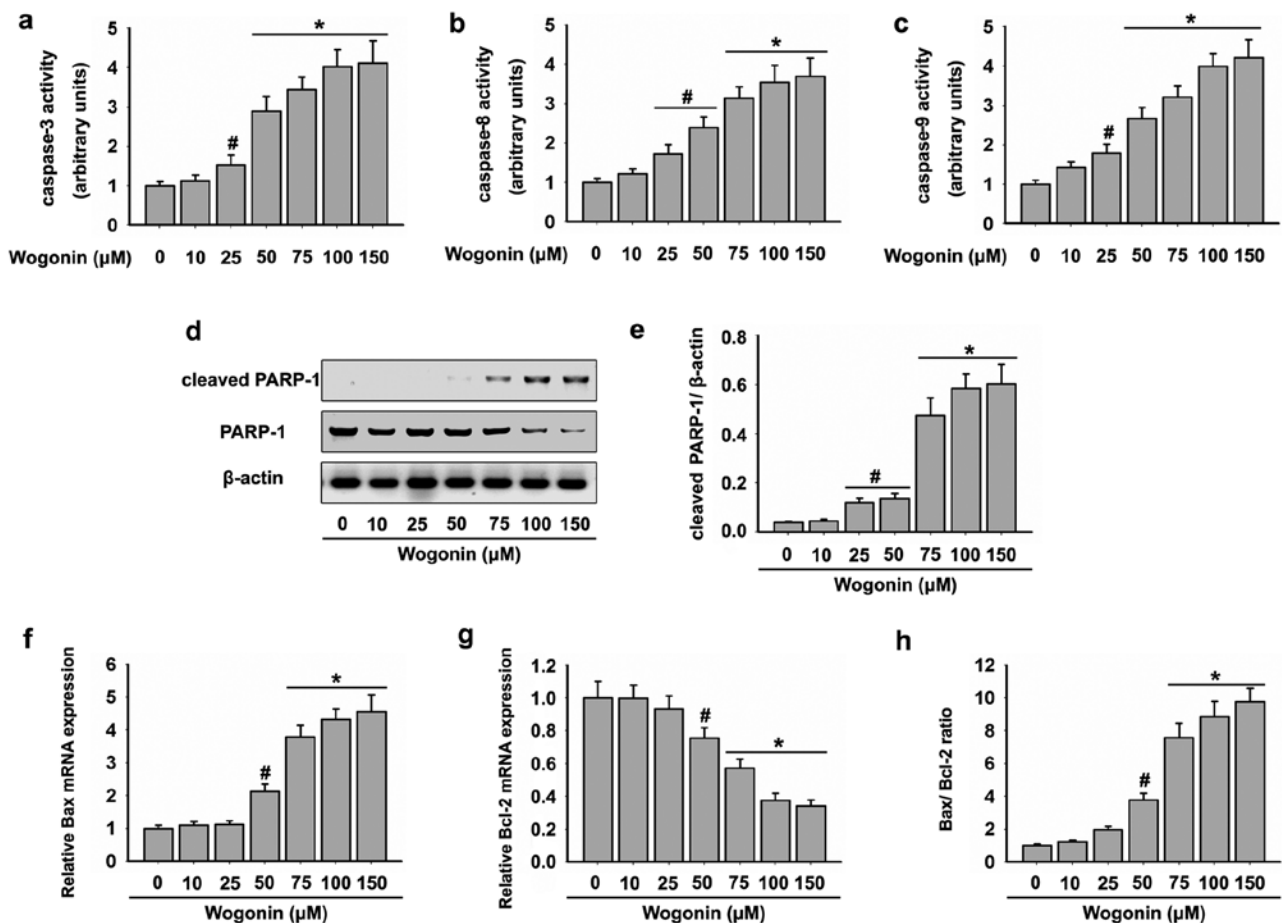 a
caspase-3 activity
(arbitrary units)
5
4
3
2
1
0
#
*
Wogonin (μM) 0 10 25 50 75 100 150
b
caspase-8 activity
(arbitrary units)
5
4
3
2
1
0
#
*
Wogonin (μM) 0 10 25 50 75 100 150
c
caspase-9 activity
(arbitrary units)
5
4
3
2
1
0
#
*
Wogonin (μM) 0 10 25 50 75 100 150
d
cleaved PARP-1
PARP-1
β-actin
0 10 25 50 75 100 150
Wogonin (μM)
e
cleaved PARP-1/ β-actin
0.8
0.6
0.4
0.2
0.0
#
*
0 10 25 50 75 100 150
Wogonin (μM)
f
Relative Bax mRNA expression
6
5
4
3
2
1
0
#
*
0 10 25 50 75 100 150
Wogonin (μM)
g
Relative Bcl-2 mRNA expression
1.2
1.0
0.8
0.6
0.4
0.2
0.0
#
*
0 10 25 50 75 100 150
Wogonin (μM)
h
Bax/ Bcl-2 ratio
12
10
8
6
4
2
0
#
*
0 10 25 50 75 100 150
Wogonin (μM)